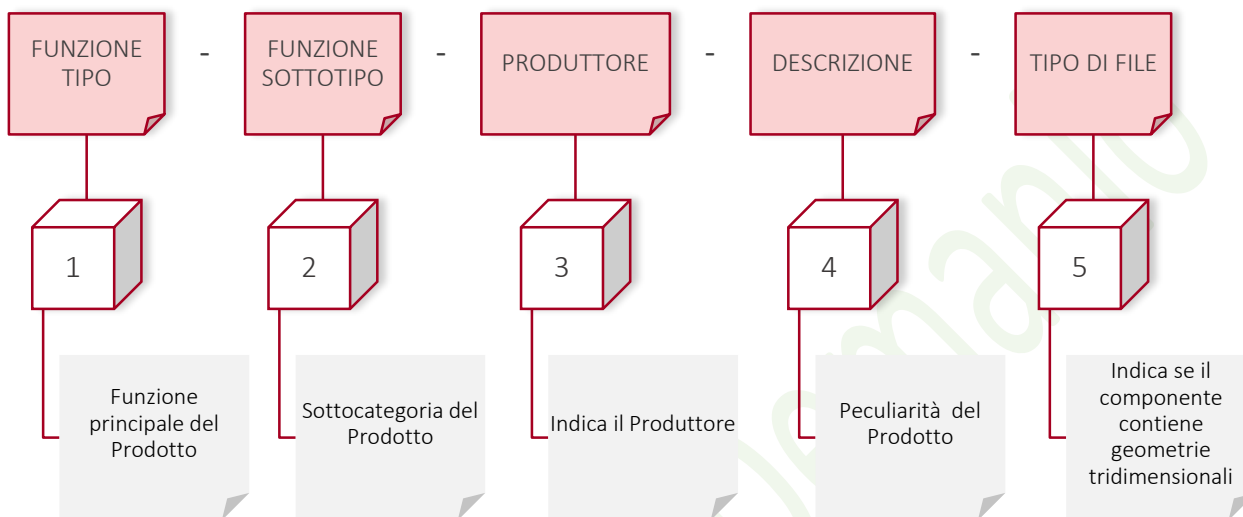 FUNZIONE
TIPO
-
FUNZIONE
SOTTOTIPO
-
PRODUTTORE
-
DESCRIZIONE
-
TIPO DI FILE
1
2
3
4
5
Funzione
principale del
Prodotto
Sottocategoria del
Prodotto
Indica il Produttore
Peculiarità del
Prodotto
Indica se il
componente
contiene
geometrie
tridimensionali